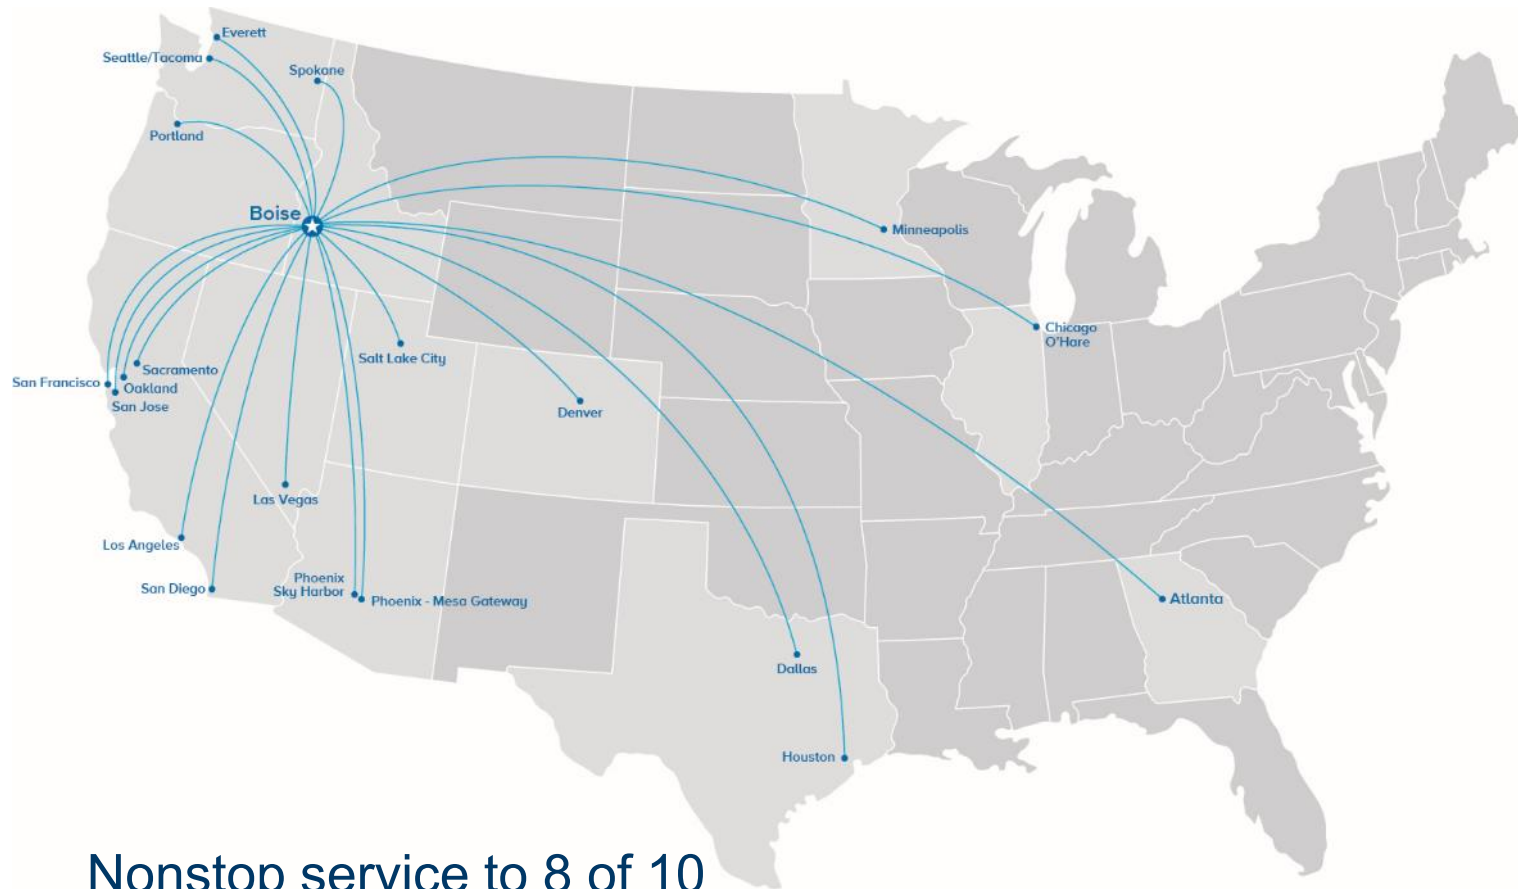 Everett
Seattle/Tacoma
Spokane
Portland
Boise
Minneapolis
Chicago
O'Hare
Salt Lake City
Sacramento
San Francisco
Oakland
San Jose
Denver
Las Vegas
Los Angeles
San Diego
Phoenix
Sky Harbor
Phoenix - Mesa Gateway
Atlanta
Dallas
Houston
Nonstop service to 8 of 10